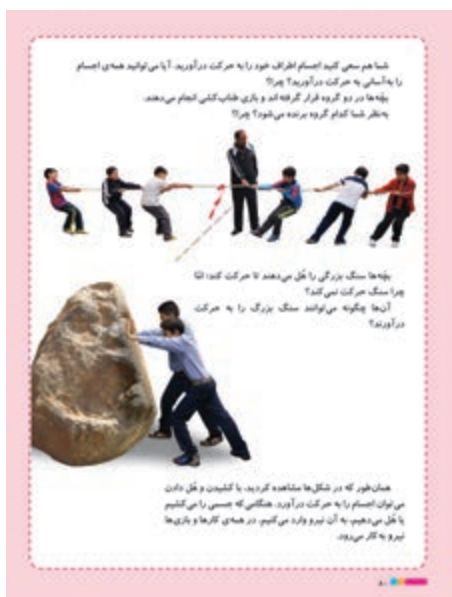 شما هم سعی کنید اجسام اطراف خود را به حرکت درآورید. آیا می‌توانید همه‌ی اجسام
را به‌آسانی به حرکت درآورید؟ چرا؟
بچّه‌ها در دو گروه قرار گرفته‌اند و بازی طناب‌کشی انجام می‌دهند.
به‌نظر شما کدام گروه برنده می‌شود؟ چرا؟
بچّه‌ها سنگ بزرگی را هُل می‌دهند تا حرکت کند؛ امّا
چرا سنگ حرکت نمی‌کند؟
آن‌ها چگونه می‌توانند سنگ بزرگ را به حرکت
درآورند؟
همان‌طور که در شکل‌ها مشاهده کردید، با کشیدن و هُل دادن
می‌توان اجسام را به حرکت درآورد. هنگامی‌که جسمی را می‌کشیم
یا هُل می‌دهیم، به آن نیرو وارد می‌کنیم. در همه‌ی کارها و بازی‌ها
نیرو به کار می‌رود.